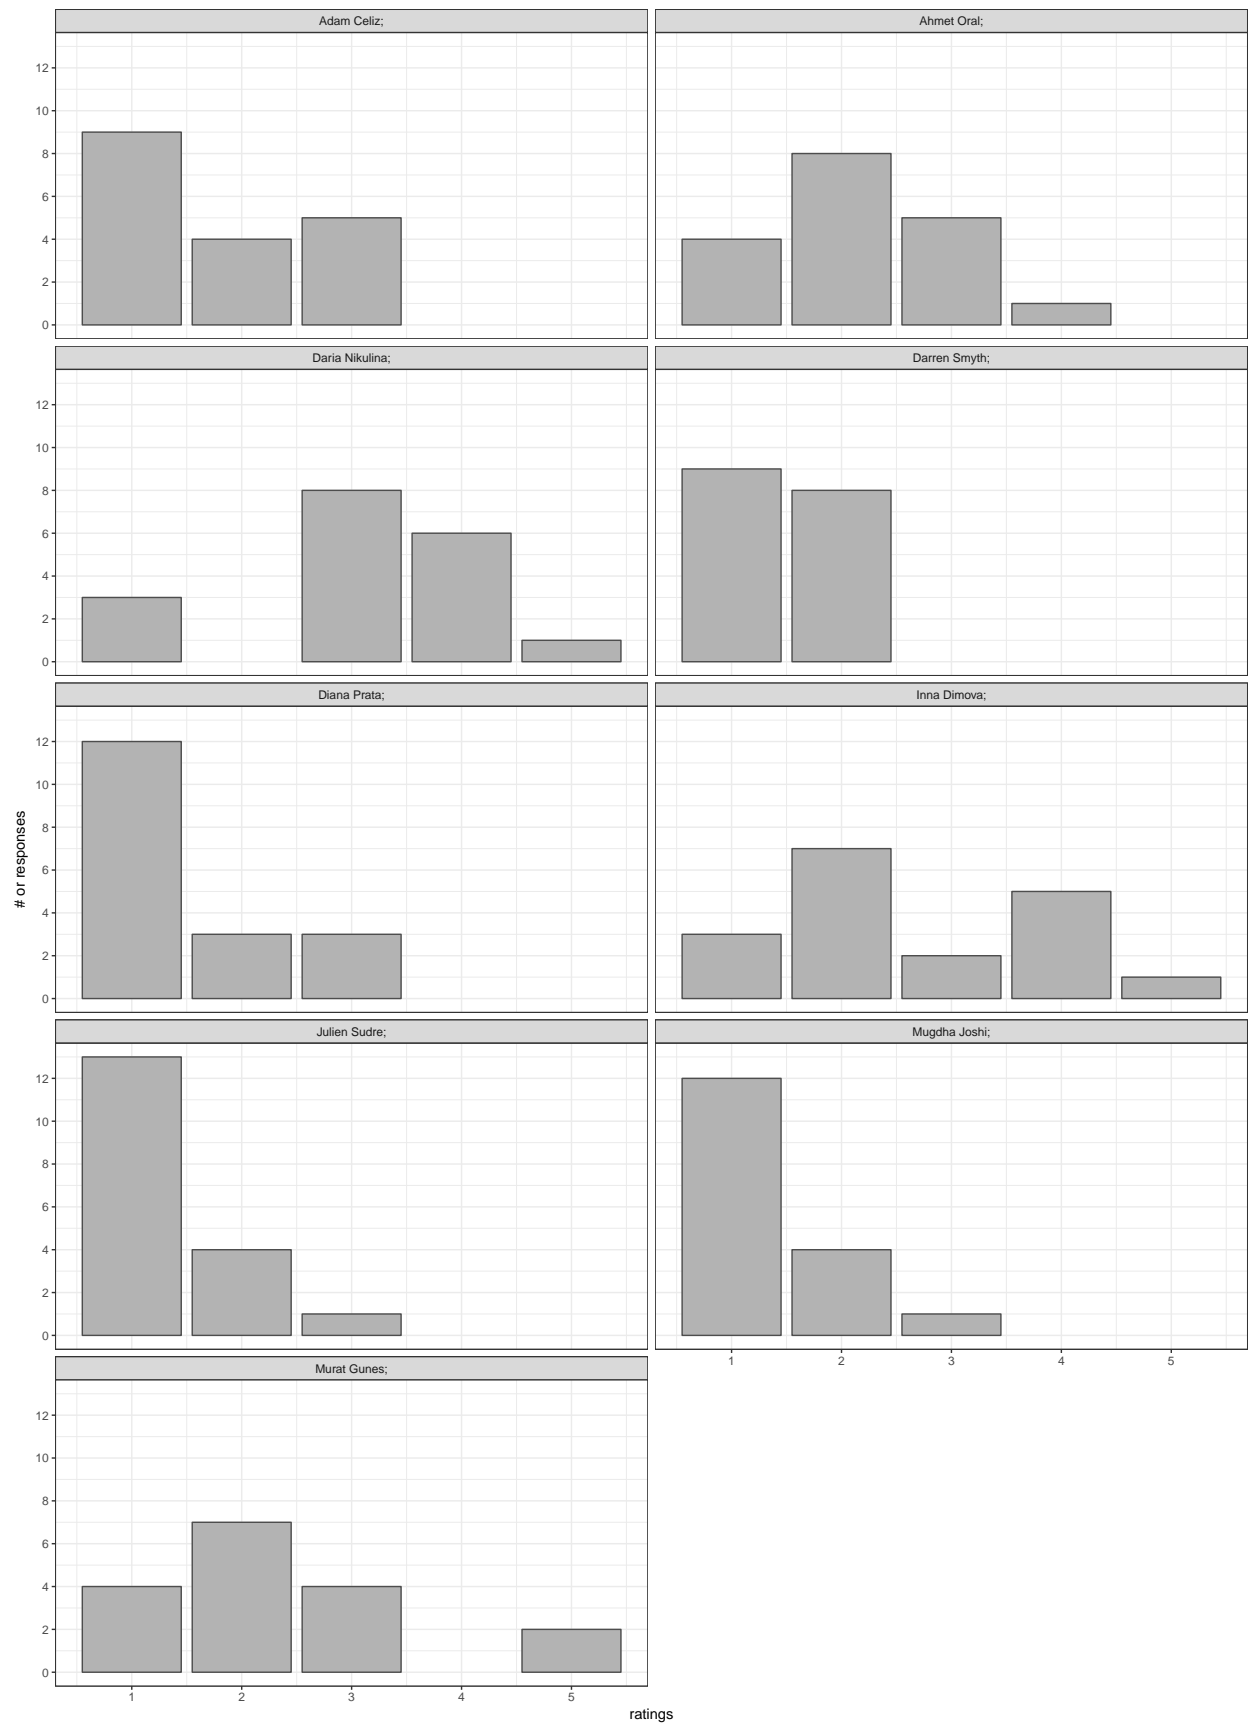 Adam Celiz;
Ahmet Oral;
12
10
8
6
4
2
0
Daria Nikulina;
Darren Smyth;
12
10
8
6
4
2
0
Diana Prata;
Inna Dimova;
12
10
8
6
4
2
0
# or responses
Julien Sudre;
Mugdha Joshi;
12
10
8
6
4
2
0
1 2 3 4 5
Murat Gunes;
12
10
8
6
4
2
0
1 2 3 4 5
ratings